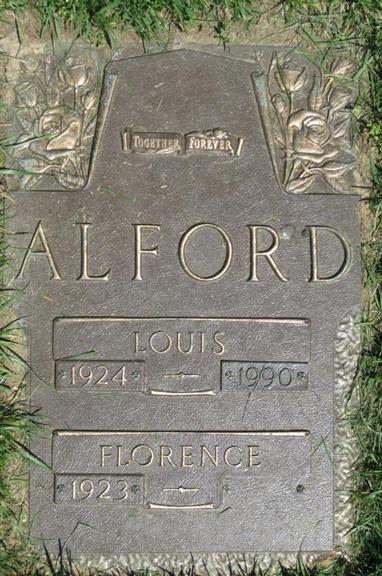 TOGETHER FOREVER
ALFORD
LOUIS
1924 1990
FLORENCE
1923